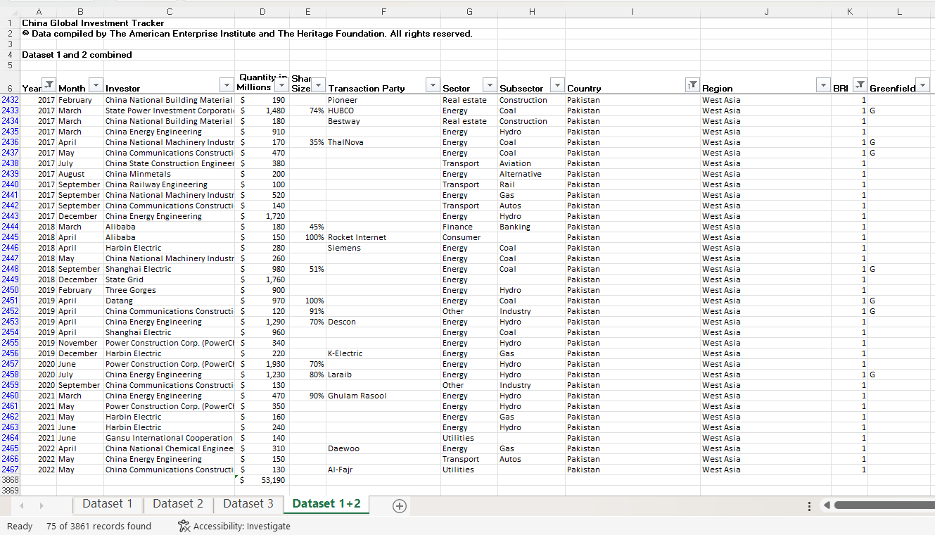 A B C D E F G H I J K L
1 China Global Investment Tracker
2 © Data compiled by The American Enterprise Institute and The Heritage Foundation. All rights reserved.
3
4 Dataset 1 and 2 combined
5
6 Year Month Investor Quantity in Millions Shar Size Transaction Party Sector Subsector Country Region BRI Greenfield
2432 2017 February China National Building Material $ 190 Pioneer Real estate Construction Pakistan West Asia 1
2433 2017 March State Power Investment Corporati $ 1,480 74% HUBCO Energy Coal Pakistan West Asia 1 G
2434 2017 March China National Building Material $ 180 Bestway Real estate Construction Pakistan West Asia 1
2435 2017 March China Energy Engineering $ 910 Energy Hydro Pakistan West Asia 1
2436 2017 April China National Machinery Industr $ 170 35% ThalNova Energy Coal Pakistan West Asia 1 G
2437 2017 May China Communications Constructi $ 470 Energy Coal Pakistan West Asia 1 G
2438 2017 July China State Construction Engineer $ 380 Transport Aviation Pakistan West Asia 1
2439 2017 August China Minmetals $ 200 Energy Alternative Pakistan West Asia 1
2440 2017 September China Railway Engineering $ 100 Transport Rail Pakistan West Asia 1
2441 2017 September China National Machinery Industr $ 520 Energy Gas Pakistan West Asia 1
2442 2017 September China Communications Constructi $ 140 Transport Autos Pakistan West Asia 1
2443 2017 December China Energy Engineering $ 1,720 Energy Hydro Pakistan West Asia 1
2444 2018 March Alibaba $ 180 45% Finance Banking Pakistan West Asia 1
2445 2018 April Alibaba $ 150 100% Rocket Internet Consumer Pakistan West Asia 1
2446 2018 April Harbin Electric $ 280 Siemens Energy Coal Pakistan West Asia 1
2447 2018 May China National Machinery Industr $ 260 Energy Coal Pakistan West Asia 1
2448 2018 September Shanghai Electric $ 980 51% Energy Coal Pakistan West Asia 1 G
2449 2018 December State Grid $ 1,760 Energy Pakistan West Asia 1
2450 2019 February Three Gorges $ 900 Energy Hydro Pakistan West Asia 1
2451 2019 April Datang $ 970 100% Energy Coal Pakistan West Asia 1 G
2452 2019 April China Communications Constructi $ 120 91% Other Industry Pakistan West Asia 1 G
2453 2019 April China Energy Engineering $ 1,290 70% Descon Energy Hydro Pakistan West Asia 1
2454 2019 April Shanghai Electric $ 960 Energy Coal Pakistan West Asia 1
2455 2019 November Power Construction Corp. (PowerCh $ 340 Energy Hydro Pakistan West Asia 1
2456 2019 December Harbin Electric $ 220 K-Electric Energy Gas Pakistan West Asia 1
2457 2020 June Power Construction Corp. (PowerCh $ 1,930 70% Energy Hydro Pakistan West Asia 1
2458 2020 July China Energy Engineering $ 1,230 80% Laraib Energy Hydro Pakistan West Asia 1 G
2459 2020 September China Communications Constructi $ 130 Other Industry Pakistan West Asia 1
2460 2021 March China Energy Engineering $ 470 90% Ghulam Rasool Energy Hydro Pakistan West Asia 1
2461 2021 May Power Construction Corp. (PowerCh $ 350 Energy Hydro Pakistan West Asia 1
2462 2021 May Harbin Electric $ 160 Energy Gas Pakistan West Asia 1
2463 2021 June Harbin Electric $ 240 Energy Hydro Pakistan West Asia 1
2464 2021 June Gansu International Cooperation $ 140 Utilities Pakistan West Asia 1
2465 2022 April China National Chemical Enginee $ 310 Daewoo Energy Gas Pakistan West Asia 1
2466 2022 May China Energy Engineering $ 150 Transport Autos Pakistan West Asia 1
2467 2022 May China Communications Constructi $ 130 Al-Fajr Utilities Pakistan West Asia 1
3868 $ 53,190
3869
Dataset 1 Dataset 2 Dataset 3 Dataset 1+2
Ready 75 of 3861 records found Accessibility: Investigate